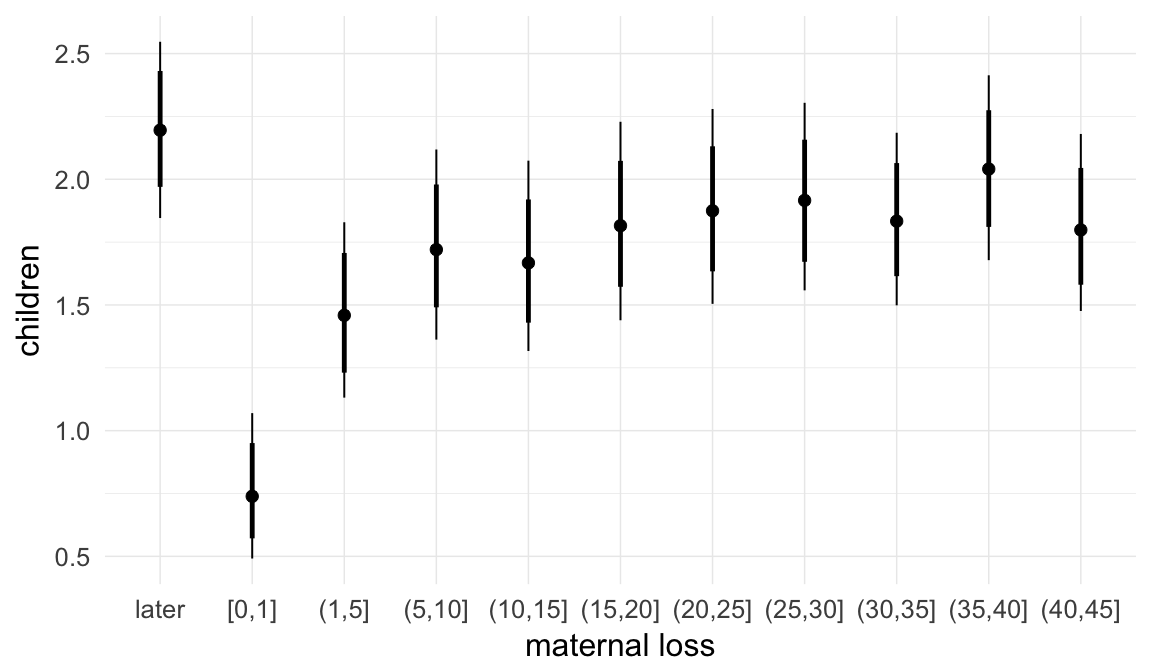 2.5
2.0
1.5
1.0
0.5
children
later [0,1] (1,5] (5,10] (10,15] (15,20] (20,25] (25,30] (30,35] (35,40] (40,45]
maternal loss